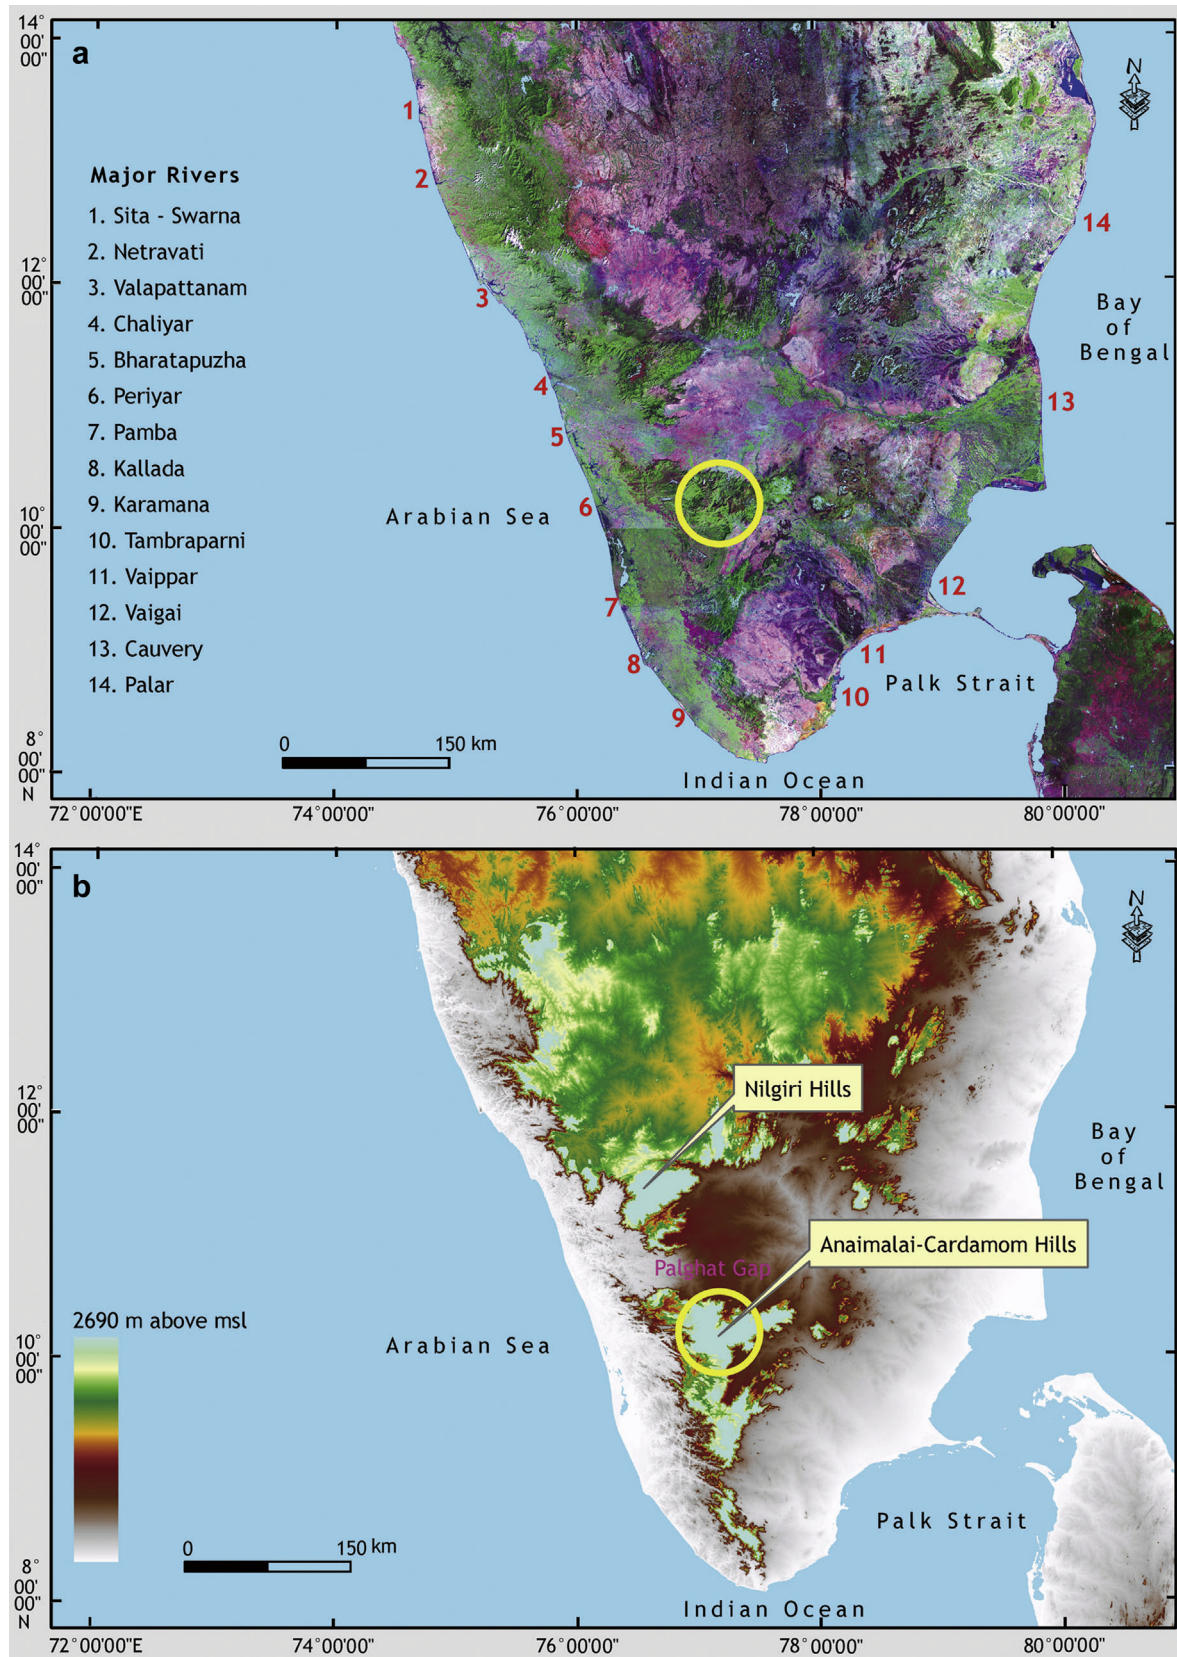 14°
00'
00"
a
N
1
Major Rivers
2
1. Sita - Swarna
14
2. Netravati
12°
00'
00"
3. Valapattanam
3
Bay
of
Bengal
4. Chaliyar
5. Bharatapuzha
4
6. Periyar
13
7. Pamba
5
8. Kallada
9. Karamana
6
Arabian Sea
10°
00'
00"
10. Tambraparni
11. Vaippar
12
12. Vaigai
7
13. Cauvery
8
11
14. Palar
Palk Strait
10
9
8°
00'
00"
N
0 150 km
Indian Ocean
72°00'00"E 74°00'00" 76°00'00" 78°00'00" 80°00'00"
14°
00'
00"
b
N
Nilgiri Hills
12°
00'
00"
Bay
of
Bengal
Anaimalai-Cardamom Hills
Palghat Gap
2690 m above msl
Arabian Sea
10°
00'
00"
Palk Strait
0 150 km
8°
00'
00"
N
Indian Ocean
72°00'00"E 74°00'00" 76°00'00" 78°00'00" 80°00'00"